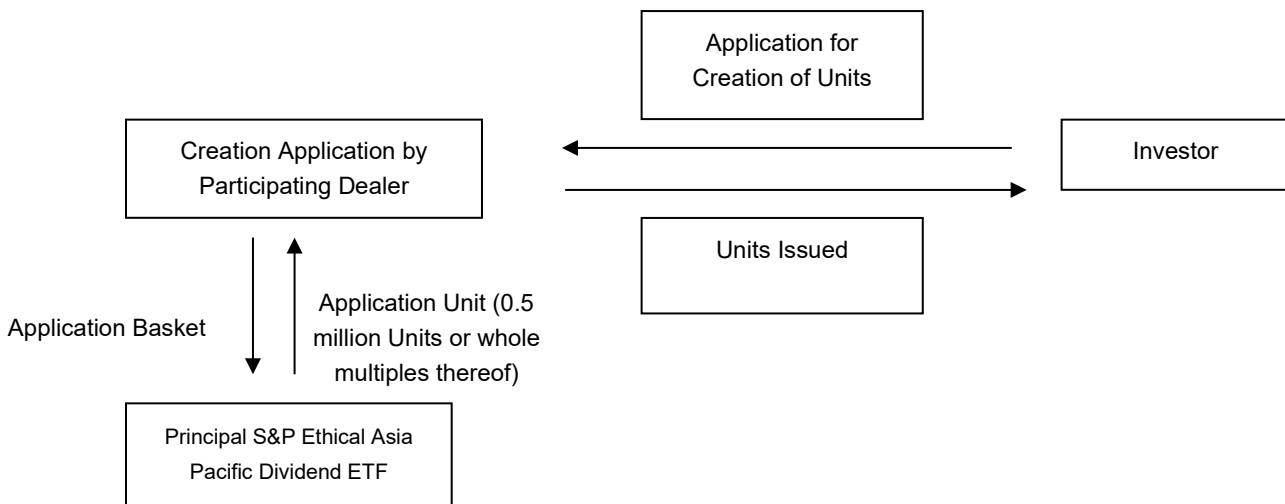 Application for
Creation of Units
Creation Application by
Participating Dealer
Investor
Units Issued
Application Basket
Application Unit (0.5
million Units or whole
multiples thereof)
Principal S&P Ethical Asia
Pacific Dividend ETF